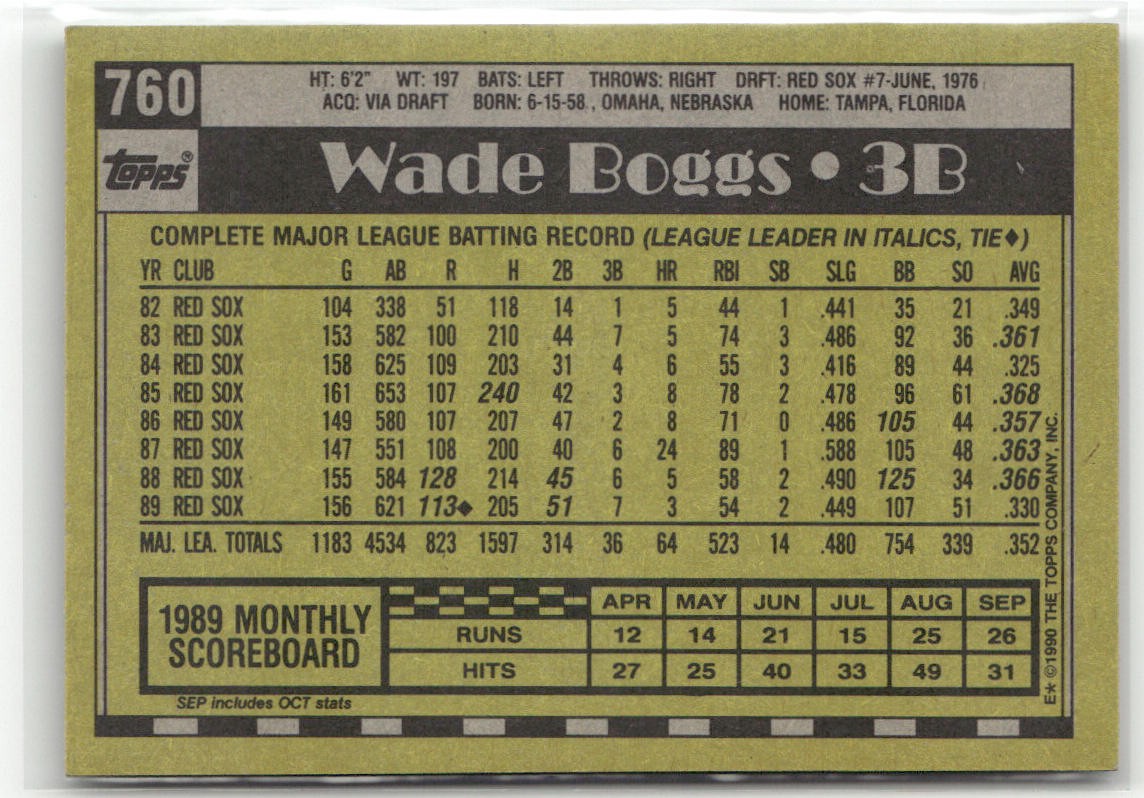 760
HT: 6'2" WT: 197 BATS: LEFT THROWS: RIGHT DRFT: RED SOX #7-JUNE, 1976
ACQ: VIA DRAFT BORN: 6-15-58, OMAHA, NEBRASKA HOME: TAMPA, FLORIDA
topps®
Wade Boggs • 3B
COMPLETE MAJOR LEAGUE BATTING RECORD (LEAGUE LEADER IN ITALICS, TIE♦)
YR CLUB G AB R H 2B 3B HR RBI SB SLG BB SO AVG
82 RED SOX 104 338 51 118 14 1 5 44 1 .441 35 21 .349
83 RED SOX 153 582 100 210 44 7 5 74 3 .486 92 36 .361
84 RED SOX 158 625 109 203 31 4 6 55 3 .416 89 44 .325
85 RED SOX 161 653 107 240 42 3 8 78 2 .478 96 61 .368
86 RED SOX 149 580 107 207 47 2 8 71 0 .486 105 44 .357
87 RED SOX 147 551 108 200 40 6 24 89 1 .588 105 48 .363
88 RED SOX 155 584 128 214 45 6 5 58 2 .490 125 34 .366
89 RED SOX 156 621 113♦ 205 51 7 3 54 2 .449 107 51 .330
MAJ. LEA. TOTALS 1183 4534 823 1597 314 36 64 523 14 .480 754 339 .352
1989 MONTHLY
SCOREBOARD
APR MAY JUN JUL AUG SEP
RUNS 12 14 21 15 25 26
HITS 27 25 40 33 49 31
SEP includes OCT stats
E* ©1990 THE TOPPS COMPANY, INC.